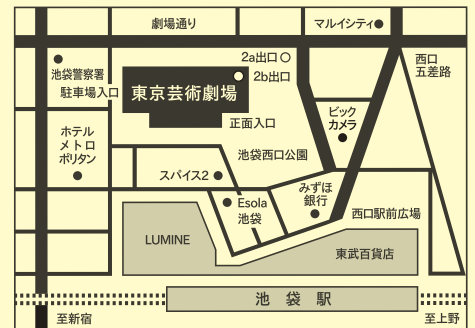 劇場通り
マルイシティ
2a出口
西口
五差路
池袋警察署
駐車場入口
東京芸術劇場
2b出口
正面入口
ビック
カメラ
ホテル
メトロ
ポリタン
池袋西口公園
スパイス2
みずほ
銀行
Esola
池袋
西口駅前広場
LUMINE
東武百貨店
池袋駅
至新宿
至上野